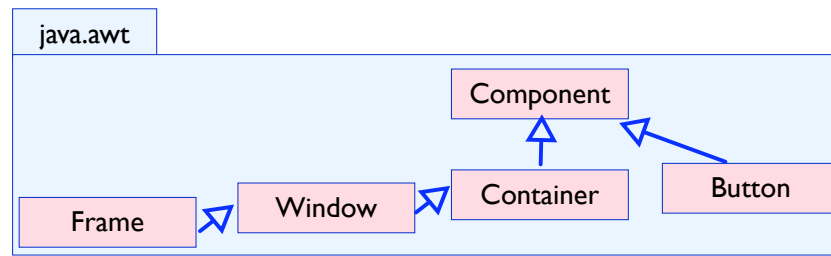 java.awt
Component
Container
Button
Window
Frame